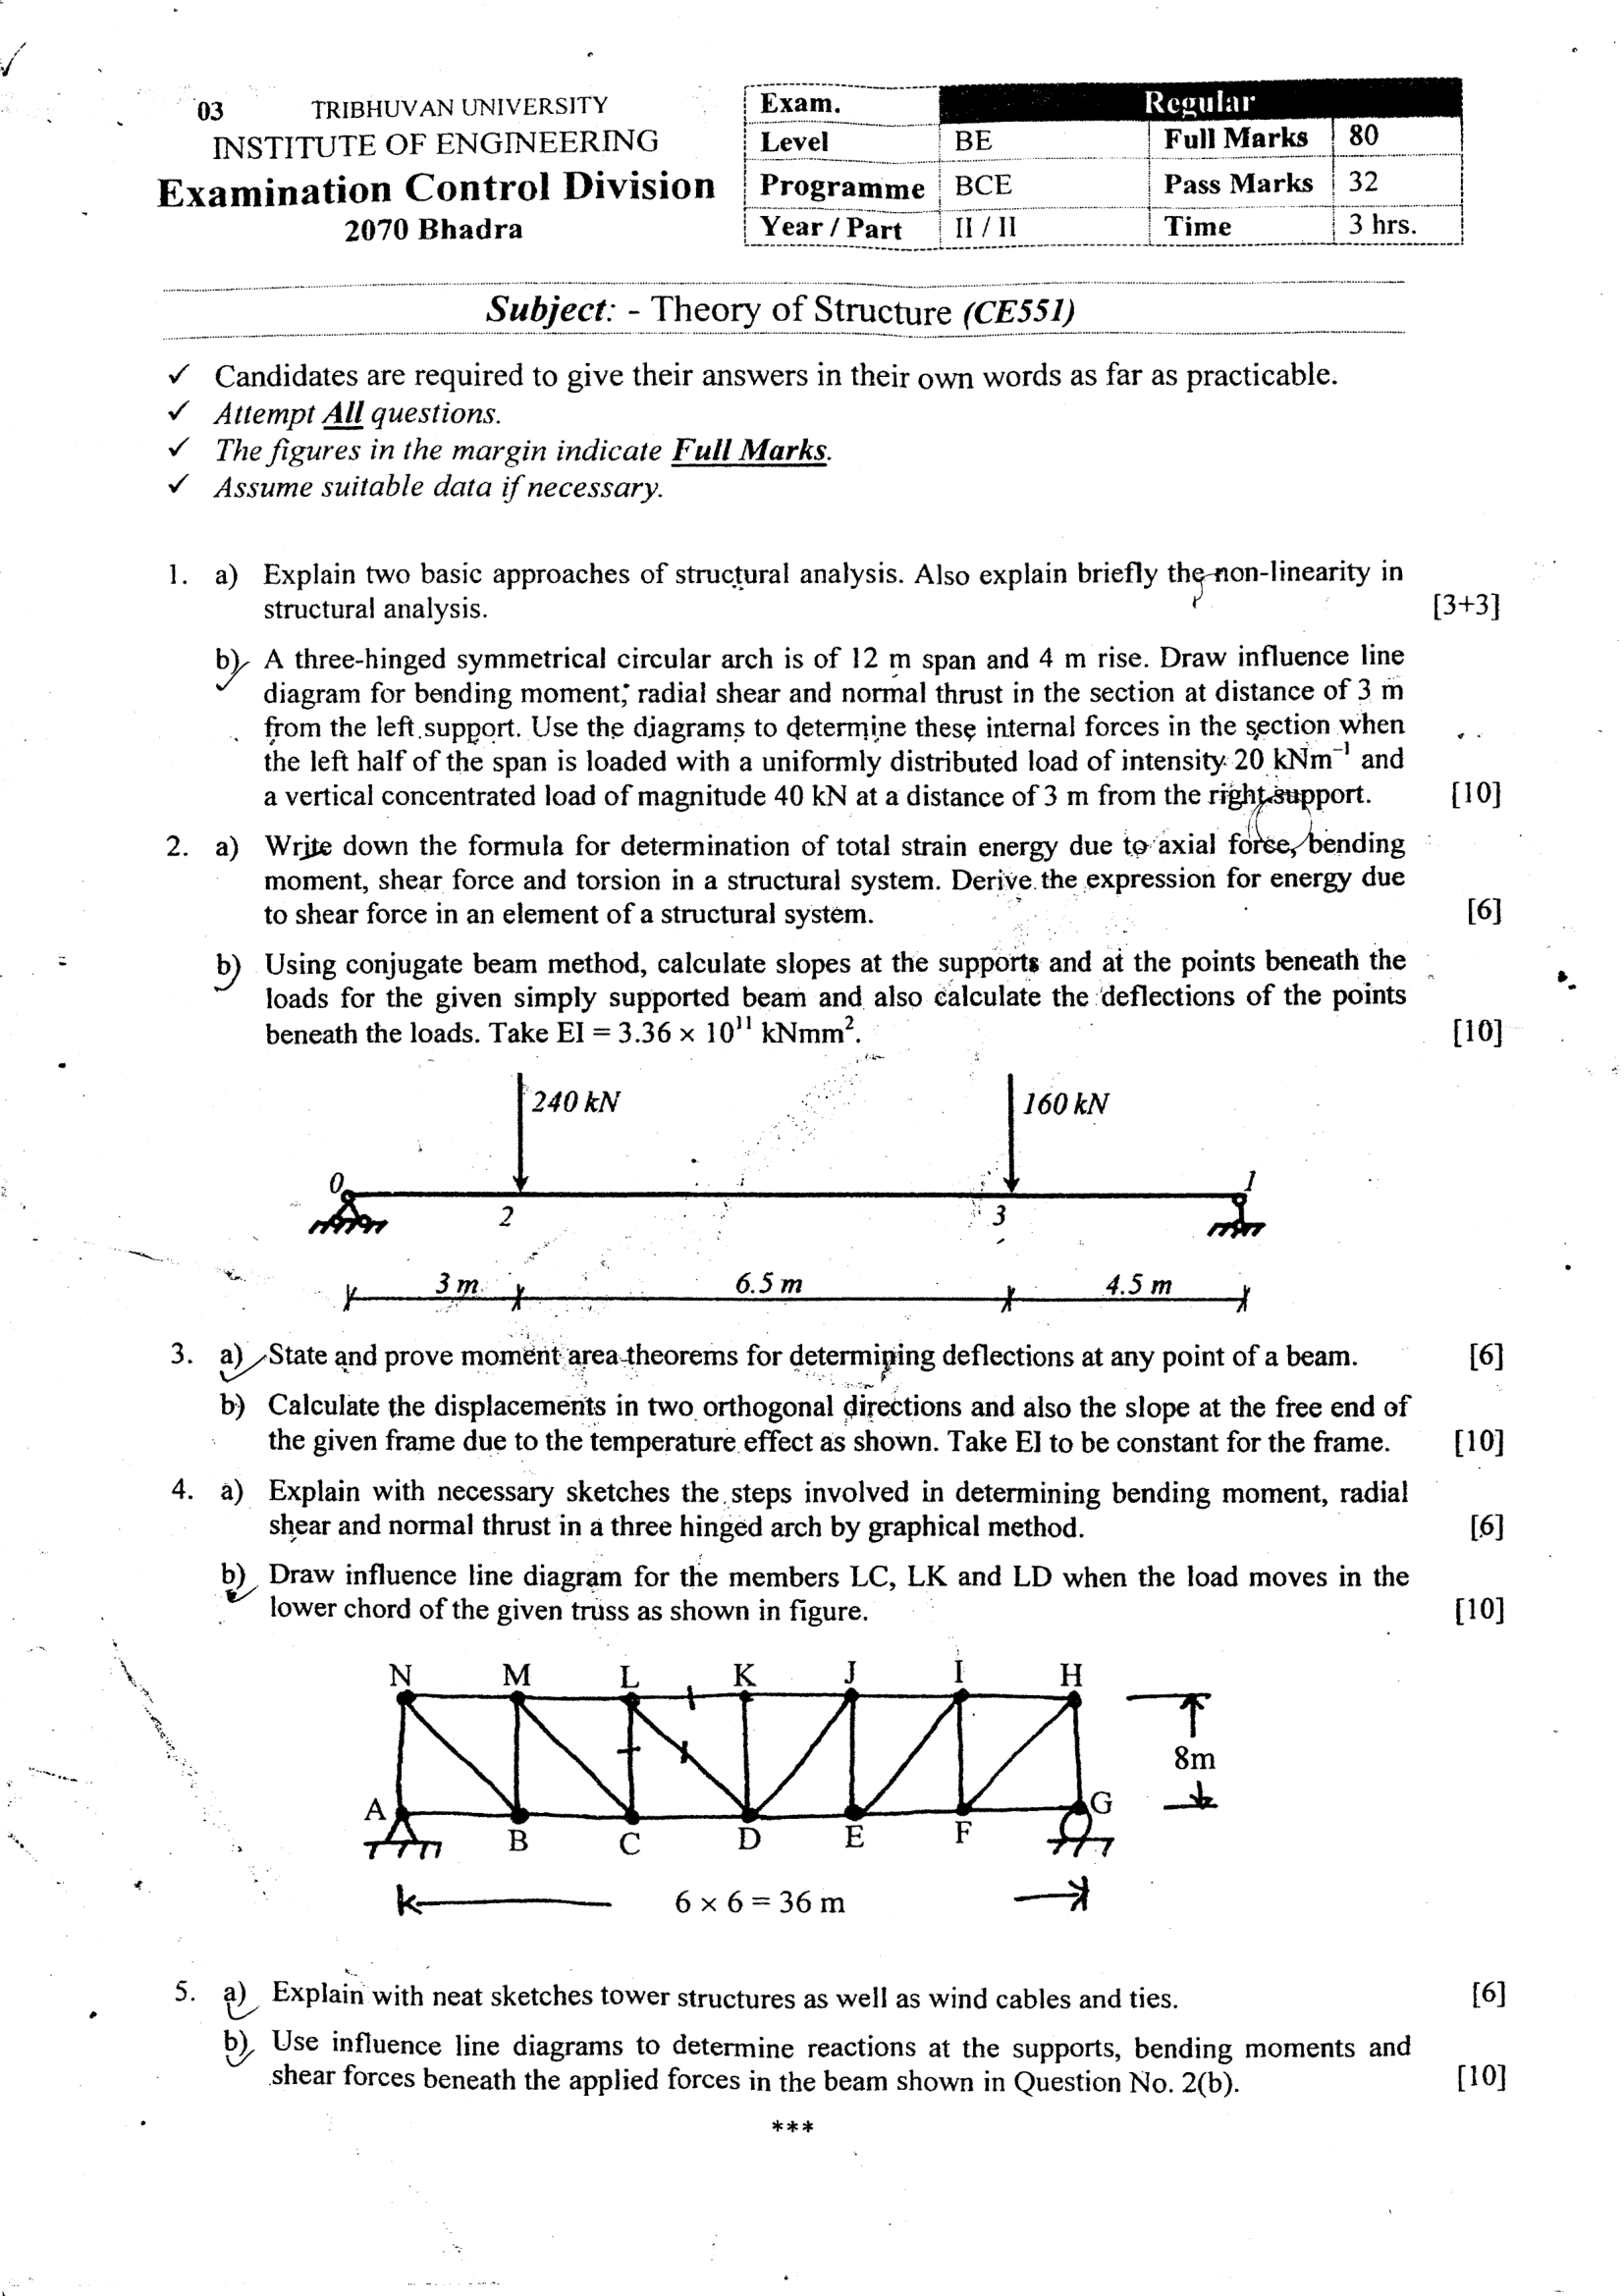 03 TRIBHUVAN UNIVERSITY
INSTITUTE OF ENGINEERING
Examination Control Division
2070 Bhadra
Exam. Regular
Level BE Full Marks 80
Programme BCE Pass Marks 32
Year / Part II / II Time 3 hrs.
Subject: - Theory of Structure (CE551)
✓ Candidates are required to give their answers in their own words as far as practicable.
✓ Attempt All questions.
✓ The figures in the margin indicate Full Marks.
✓ Assume suitable data if necessary.
1. a) Explain two basic approaches of structural analysis. Also explain briefly the non-linearity in
structural analysis. [3+3]
b) A three-hinged symmetrical circular arch is of 12 m span and 4 m rise. Draw influence line
diagram for bending moment, radial shear and normal thrust in the section at distance of 3 m
from the left support. Use the diagrams to determine these internal forces in the section when
the left half of the span is loaded with a uniformly distributed load of intensity 20 kNm⁻¹ and
a vertical concentrated load of magnitude 40 kN at a distance of 3 m from the right support. [10]
2. a) Write down the formula for determination of total strain energy due to axial force, bending
moment, shear force and torsion in a structural system. Derive the expression for energy due
to shear force in an element of a structural system. [6]
b) Using conjugate beam method, calculate slopes at the supports and at the points beneath the
loads for the given simply supported beam and also calculate the deflections of the points
beneath the loads. Take EI = 3.36 × 10¹¹ kNmm². [10]
240 kN 160 kN
0 1
2 3
3 m 6.5 m 4.5 m
3. a) State and prove moment area theorems for determining deflections at any point of a beam. [6]
b) Calculate the displacements in two orthogonal directions and also the slope at the free end of
the given frame due to the temperature effect as shown. Take EI to be constant for the frame. [10]
4. a) Explain with necessary sketches the steps involved in determining bending moment, radial
shear and normal thrust in a three hinged arch by graphical method. [6]
b) Draw influence line diagram for the members LC, LK and LD when the load moves in the
lower chord of the given truss as shown in figure. [10]
N M L K J I H
8m
A B C D E F G
6 × 6 = 36 m
5. a) Explain with neat sketches tower structures as well as wind cables and ties. [6]
b) Use influence line diagrams to determine reactions at the supports, bending moments and
shear forces beneath the applied forces in the beam shown in Question No. 2(b). [10]
***